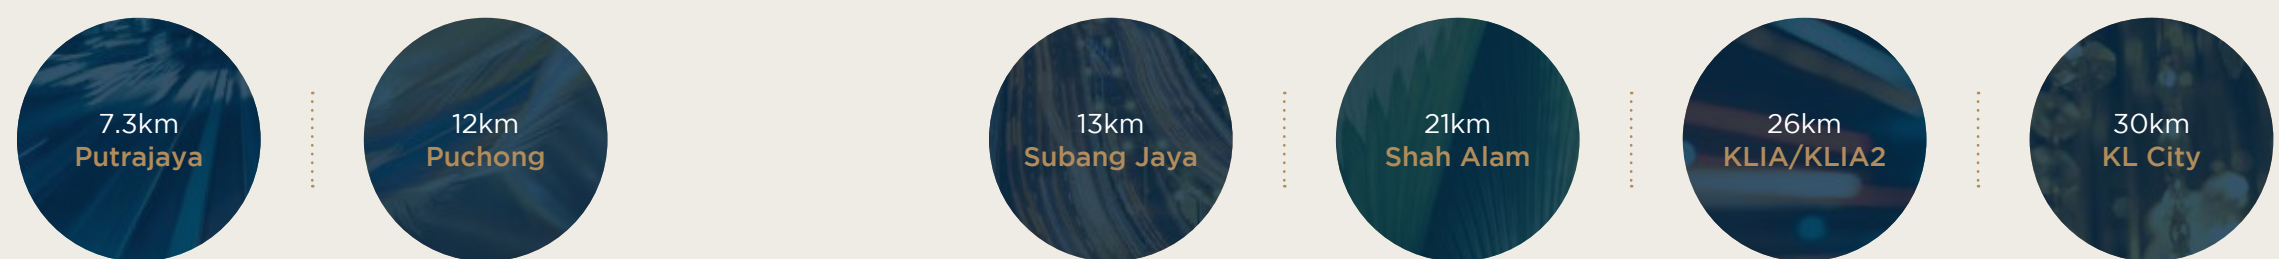 7.3km
Putrajaya
12km
Puchong
13km
Subang Jaya
21km
Shah Alam
26km
KLIA/KLIA2
30km
KL City